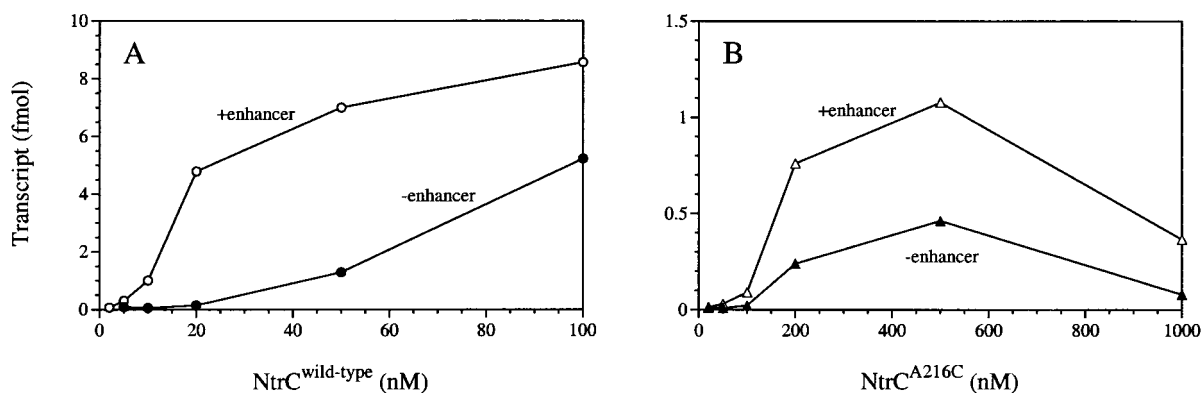 A
B
Transcript (fmol)
10
8
6
4
2
0
+enhancer
-enhancer
0 20 40 60 80 100
NtrC^wild-type (nM)
1.5
1
0.5
0
+enhancer
-enhancer
0 200 400 600 800 1000
NtrC^A216C (nM)